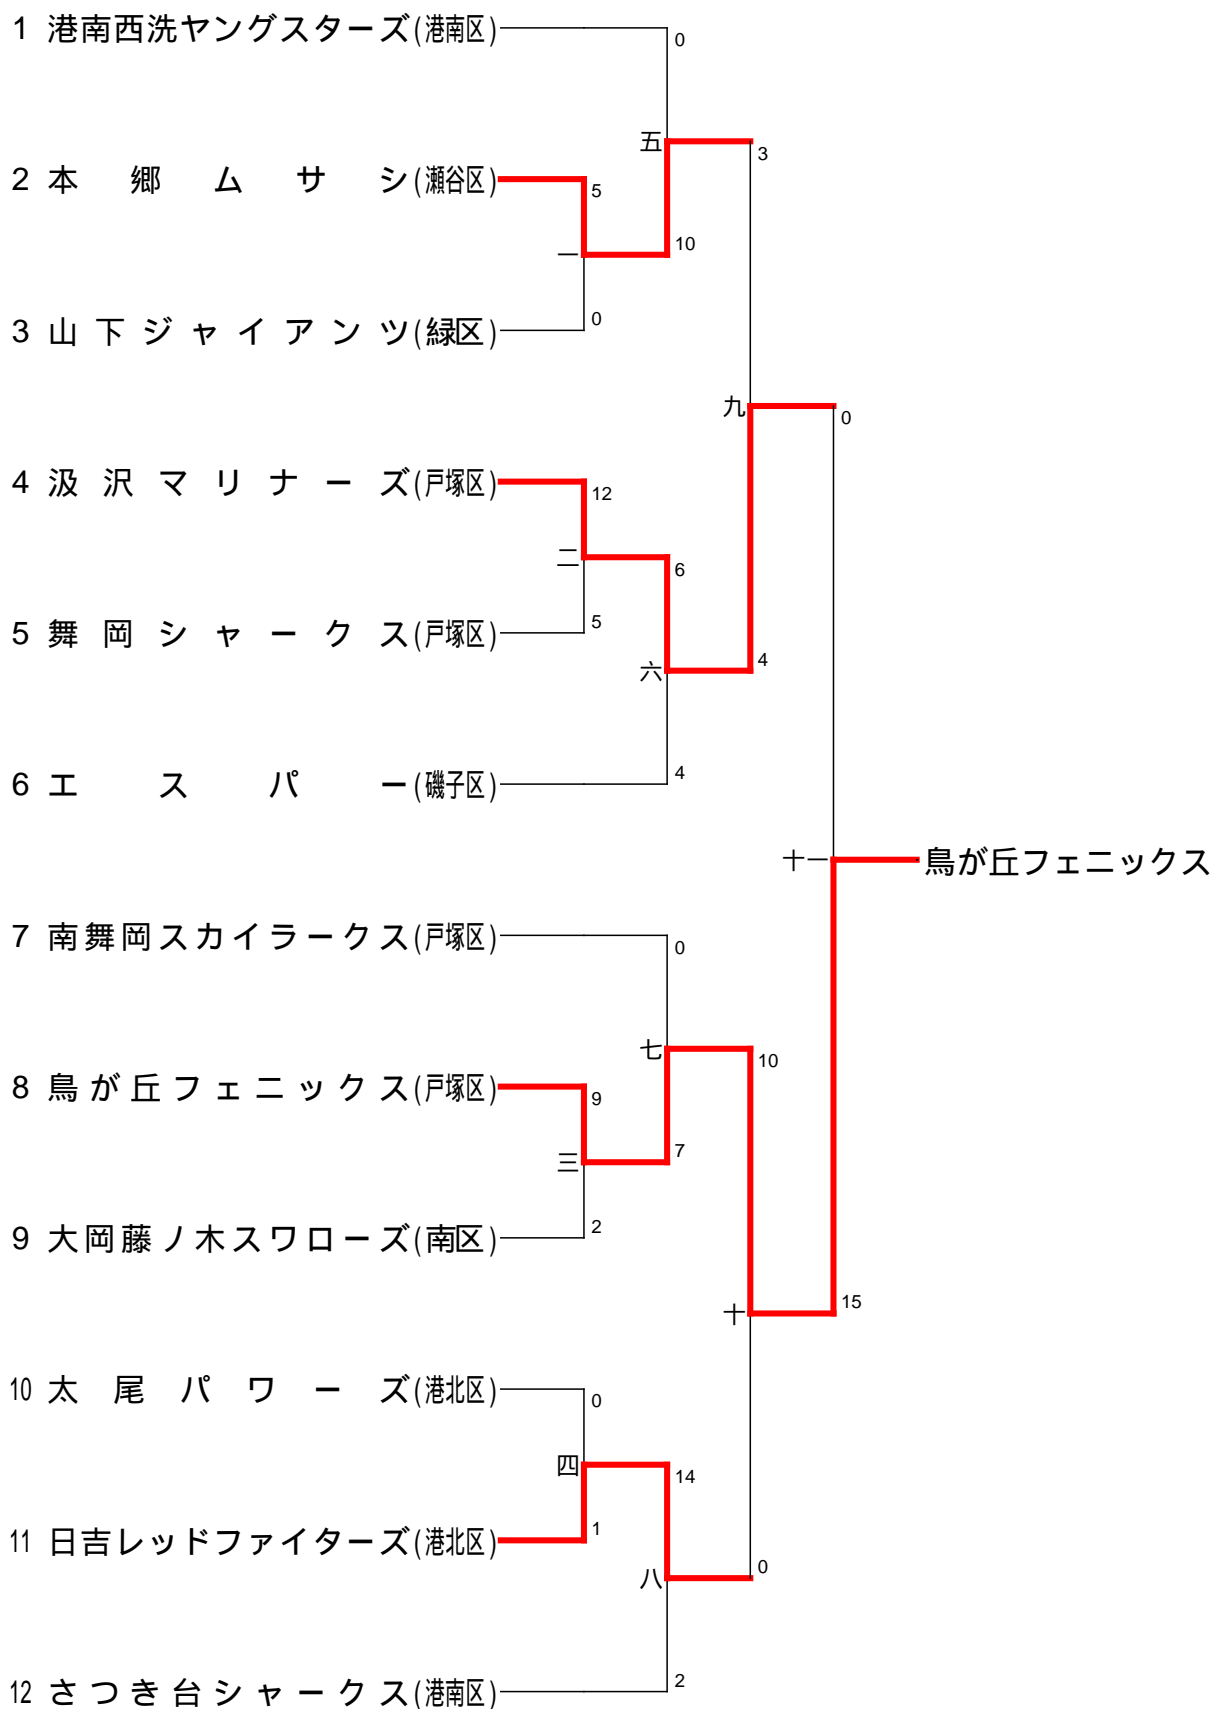 1 港南西洗ヤングスターズ(港南区)
0
五
3
2 本郷ムサシ(瀬谷区)
5
10
一
3 山下ジャイアンツ(緑区)
0
九
0
4 汲沢マリナーズ(戸塚区)
12
二
6
5 舞岡シャークス(戸塚区)
5
六
4
6 エスパー(磯子区)
4
十一
鳥が丘フェニックス
7 南舞岡スカイラークス(戸塚区)
0
七
10
8 鳥が丘フェニックス(戸塚区)
9
三
7
9 大岡藤ノ木スワローズ(南区)
2
十
15
10 太尾パワーズ(港北区)
0
四
14
11 日吉レッドファイターズ(港北区)
1
八
0
12 さつき台シャークス(港南区)
2